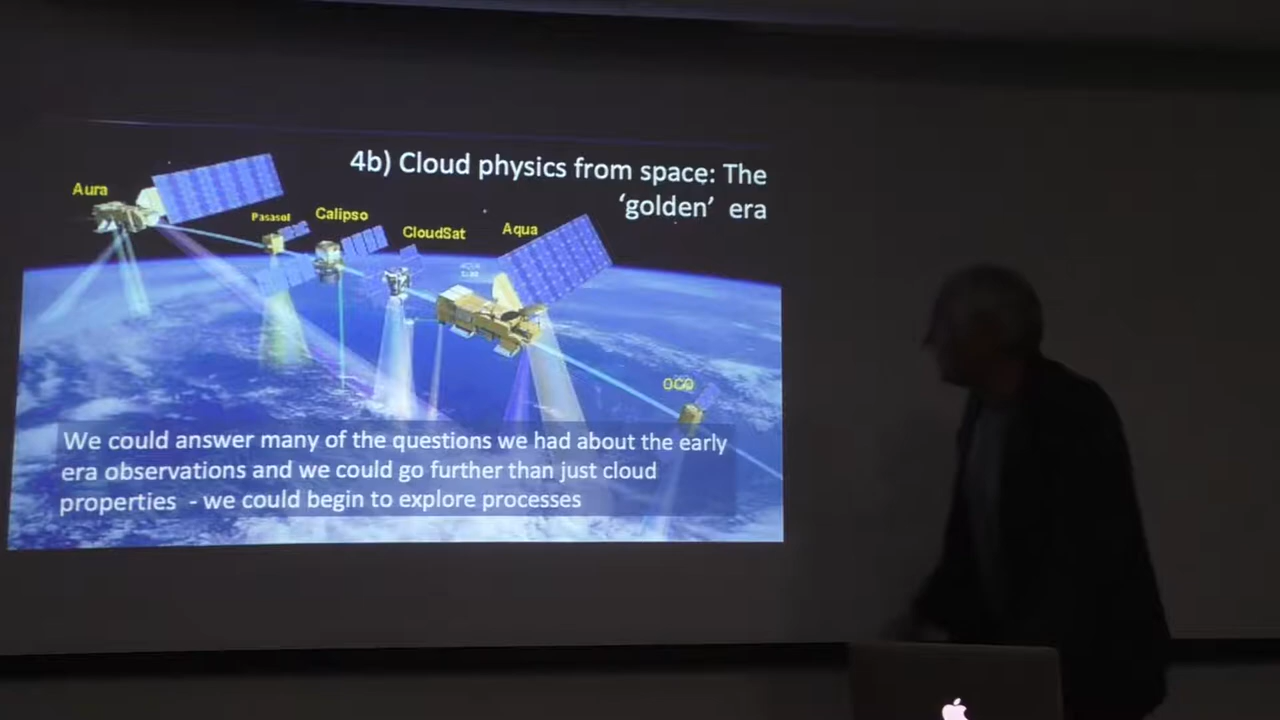 4b) Cloud physics from space: The
'golden' era
Aura
Pasasol
Calipso
CloudSat
Aqua
OCO
We could answer many of the questions we had about the early
era observations and we could go further than just cloud
properties - we could begin to explore processes